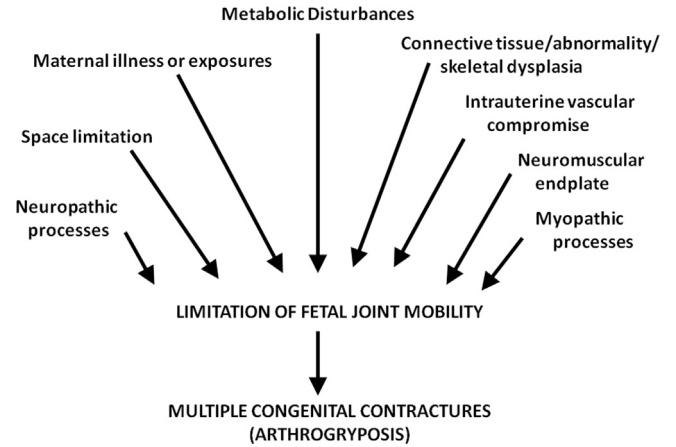 Metabolic Disturbances
Maternal illness or exposures
Connective tissue/abnormality/
skeletal dysplasia
Space limitation
Intrauterine vascular
compromise
Neuropathic
processes
Neuromuscular
endplate
Myopathic
processes
LIMITATION OF FETAL JOINT MOBILITY
MULTIPLE CONGENITAL CONTRACTURES
(ARTHROGRYPOSIS)